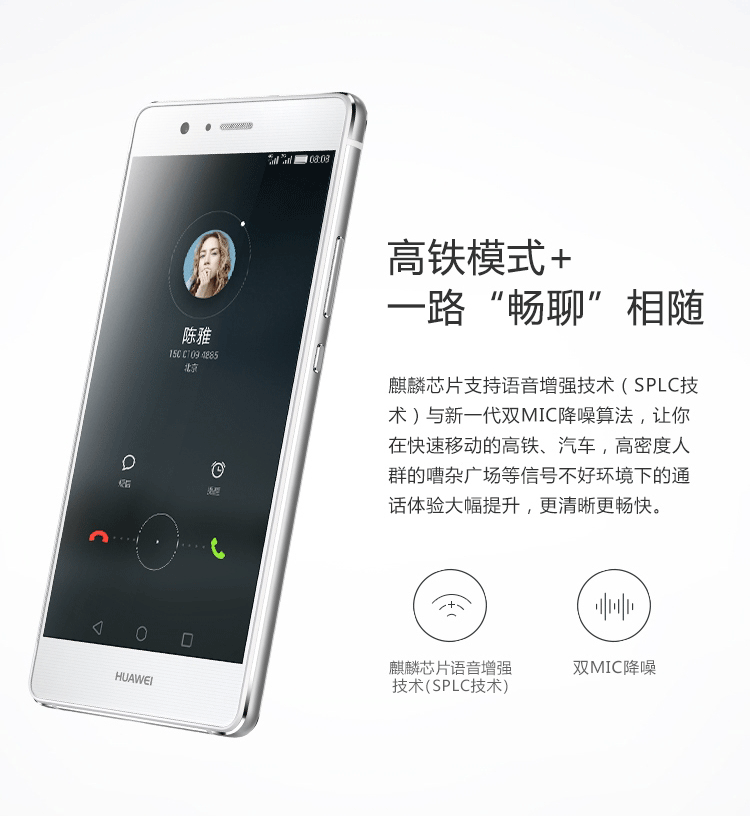 08:08
高铁模式+
一路“畅聊”相随
陈雅
150 0109 4885
北京
麒麟芯片支持语音增强技术（SPLC技
术）与新一代双MIC降噪算法，让你
在快速移动的高铁、汽车，高密度人
群的嘈杂广场等信号不好环境下的通
话体验大幅提升，更清晰更畅快。
麒麟芯片语音增强
技术(SPLC技术)
双MIC降噪
HUAWEI